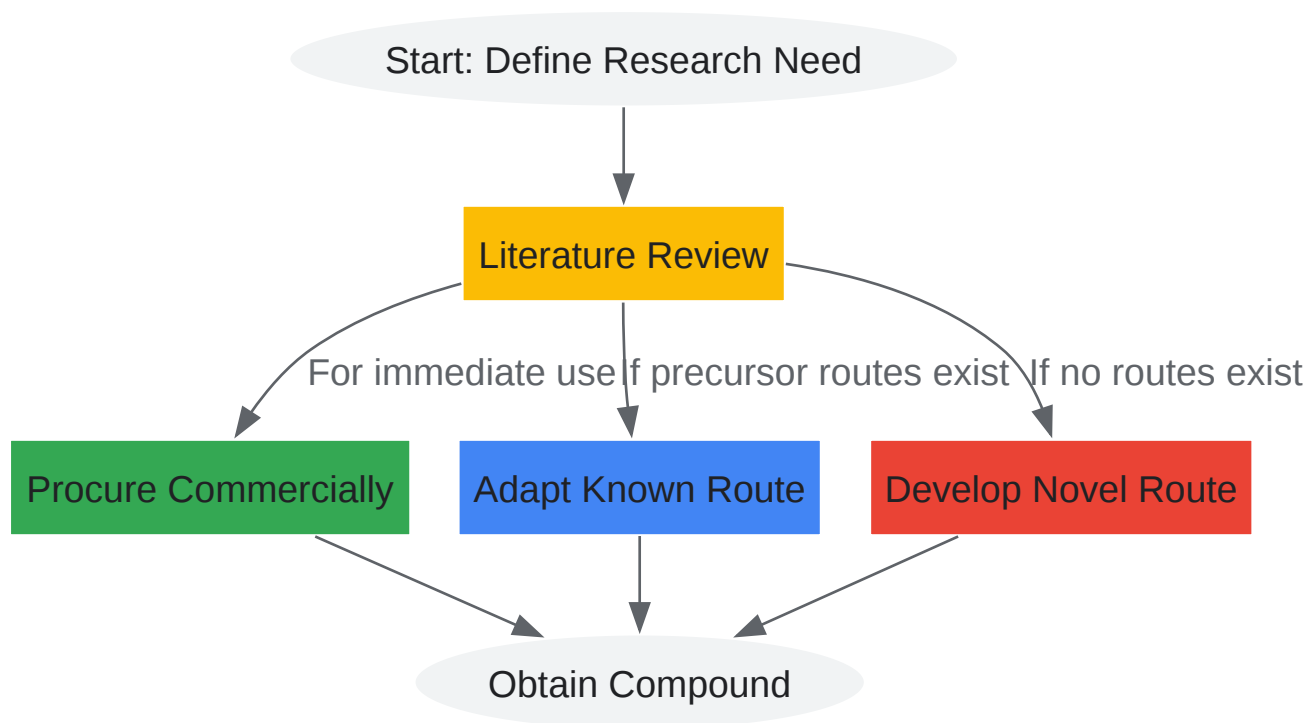 Start: Define Research Need
Literature Review
For immediate use
If precursor routes exist
If no routes exist
Procure Commercially
Adapt Known Route
Develop Novel Route
Obtain Compound